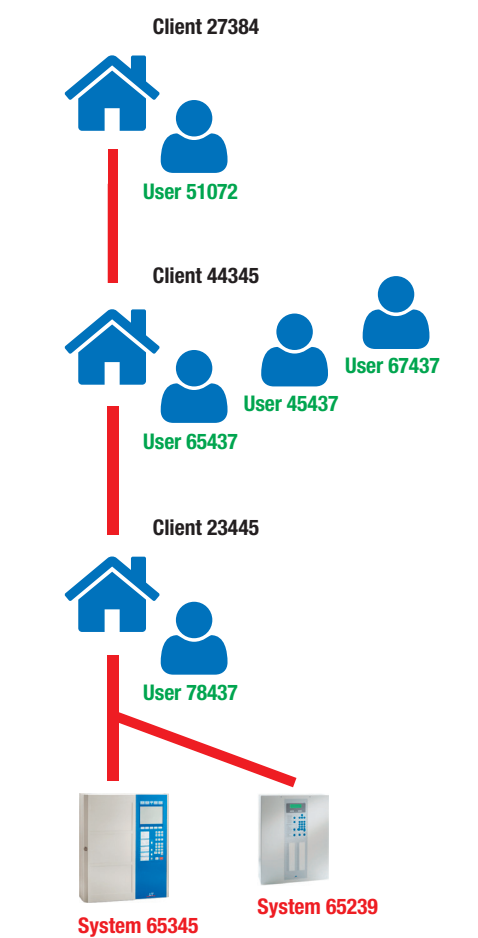 Client 27384
User 51072
Client 44345
User 67437
User 45437
User 65437
Client 23445
User 78437
System 65345
System 65239